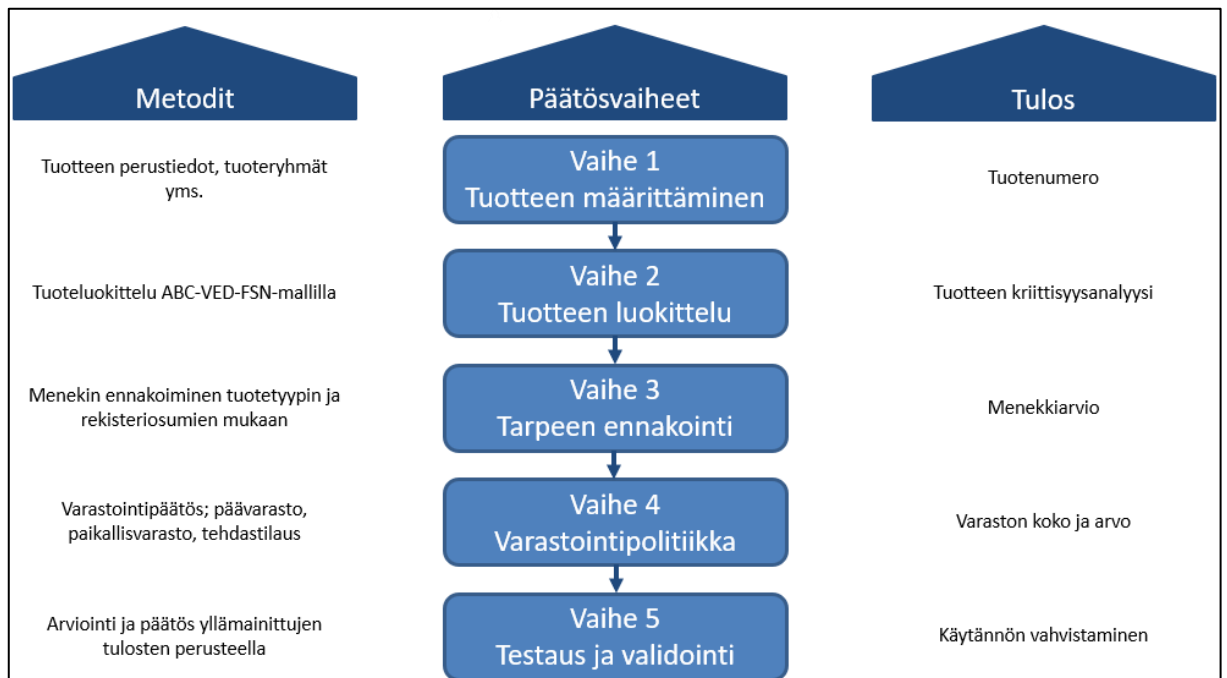 Metodit
Päätösvaiheet
Tulos
Tuotteen perustiedot, tuoteryhmät
yms.
Vaihe 1
Tuotteen määrittäminen
Tuotenumero
Tuoteluokittelu ABC-VED-FSN-mallilla
Vaihe 2
Tuotteen luokittelu
Tuotteen kriittisyysanalyysi
Menekin ennakoiminen tuotetyypin ja
rekisteriosumien mukaan
Vaihe 3
Tarpeen ennakointi
Menekkiarvio
Varastointipäätös; päävarasto,
paikallisvarasto, tehdastilaus
Vaihe 4
Varastointipolitiikka
Varaston koko ja arvo
Arviointi ja päätös yllämainittujen
tulosten perusteella
Vaihe 5
Testaus ja validointi
Käytännön vahvistaminen